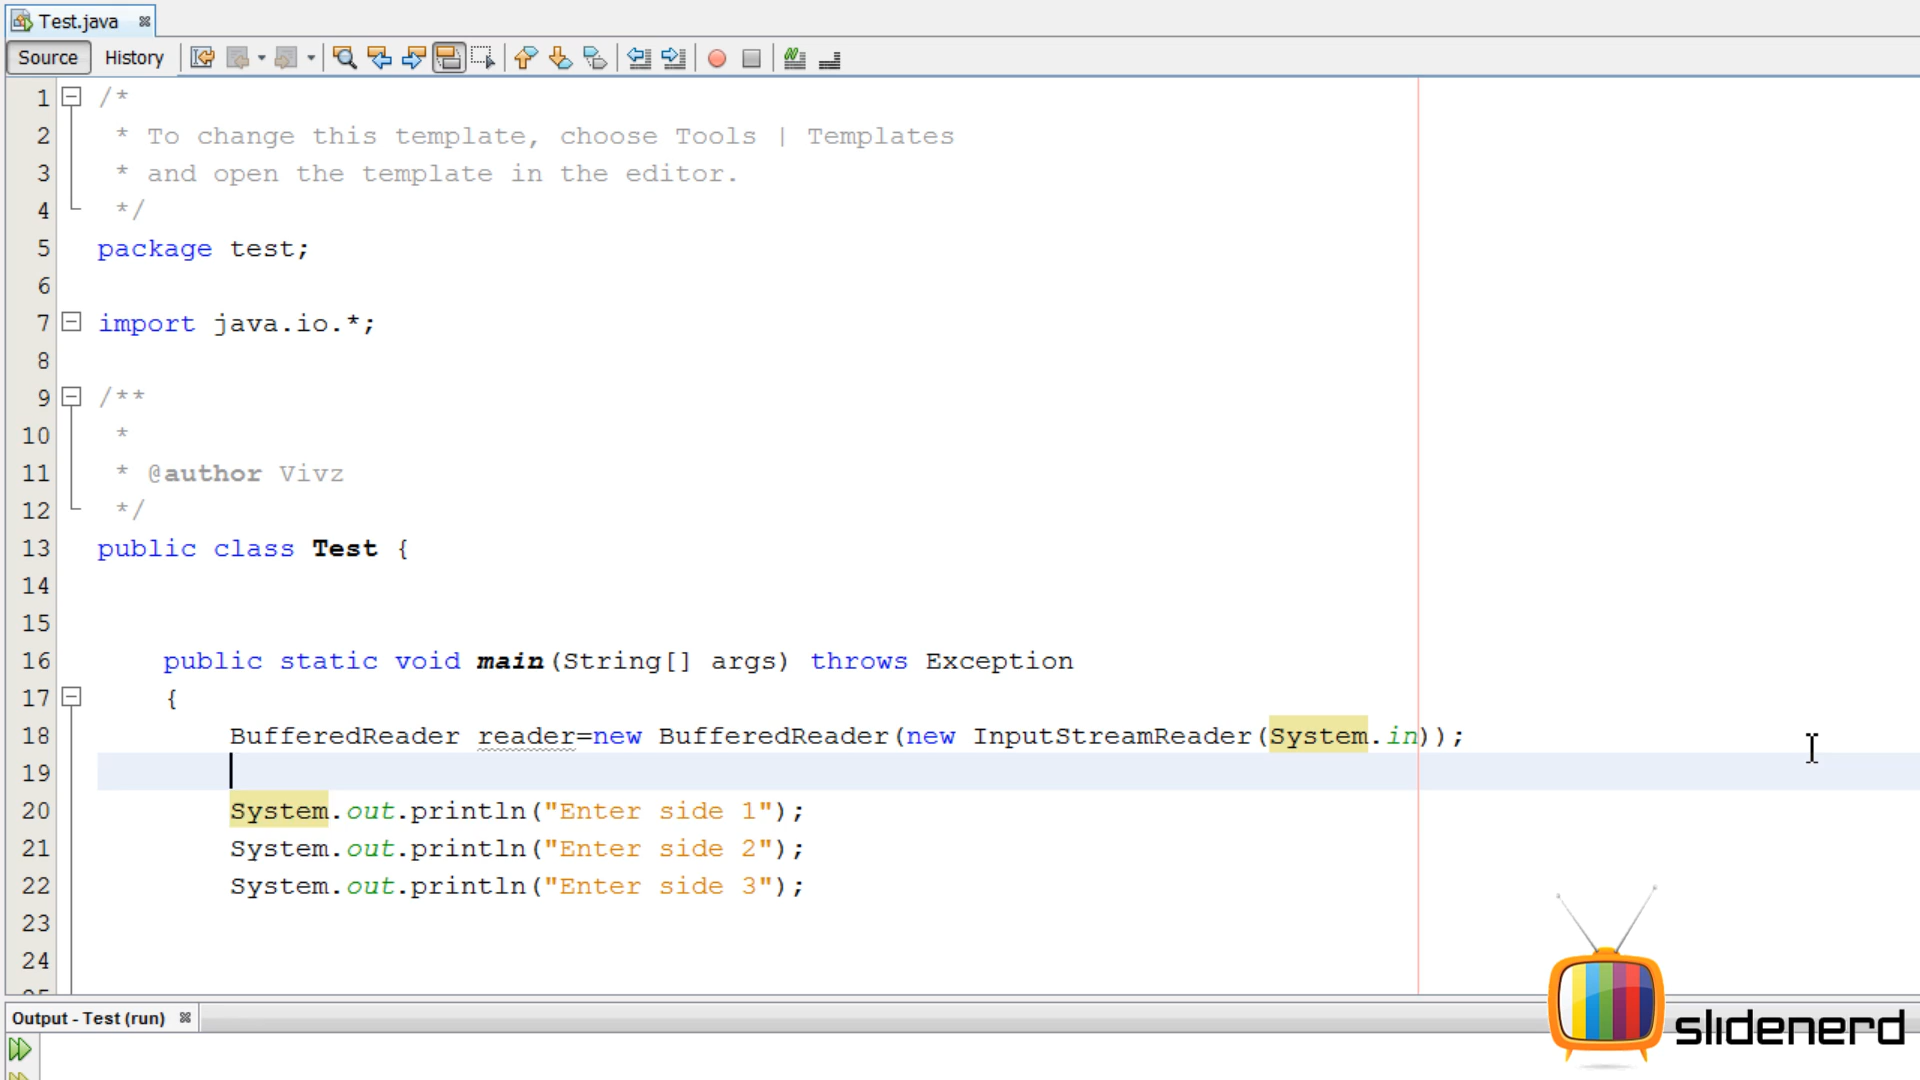 Test.java
Source History
1 /*
2 * To change this template, choose Tools | Templates
3 * and open the template in the editor.
4 */
5 package test;
6
7 import java.io.*;
8
9 /**
10 *
11 * @author Vivz
12 */
13 public class Test {
14
15
16 public static void main(String[] args) throws Exception
17 {
18 BufferedReader reader=new BufferedReader(new InputStreamReader(System.in));
19
20 System.out.println("Enter side 1");
21 System.out.println("Enter side 2");
22 System.out.println("Enter side 3");
23
24
25
Output - Test (run)
slidenerd